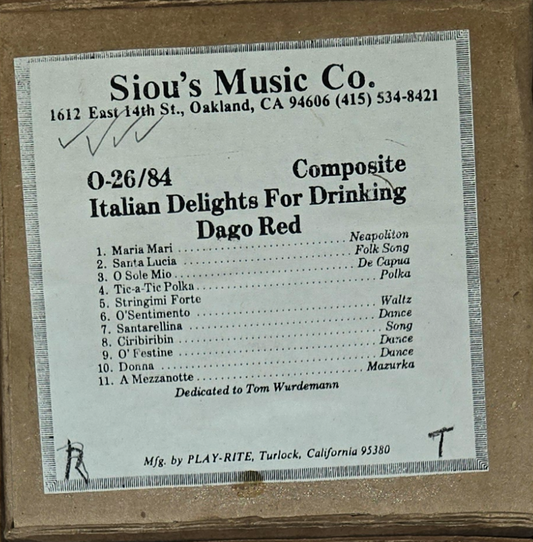 Siou's Music Co.
1612 East 14th St., Oakland, CA 94606 (415) 534-8421
O-26/84 Composite
Italian Delights For Drinking
Dago Red
1. Maria Mari ........ Neapoliton
2. Santa Lucia ........ Folk Song
3. O Sole Mio ........ De Capua
4. Tic-a-Tic Polka ........ Polka
5. Stringimi Forte
6. O'Sentimento ........ Waltz
7. Santarellina ........ Dance
8. Ciribiribin ........ Song
9. O' Festine ........ Dance
10. Donna ........ Dance
11. A Mezzanotte ........ Mazurka
Dedicated to Tom Wurdemann
R T
Mfg. by PLAY-RITE, Turlock, California 95380